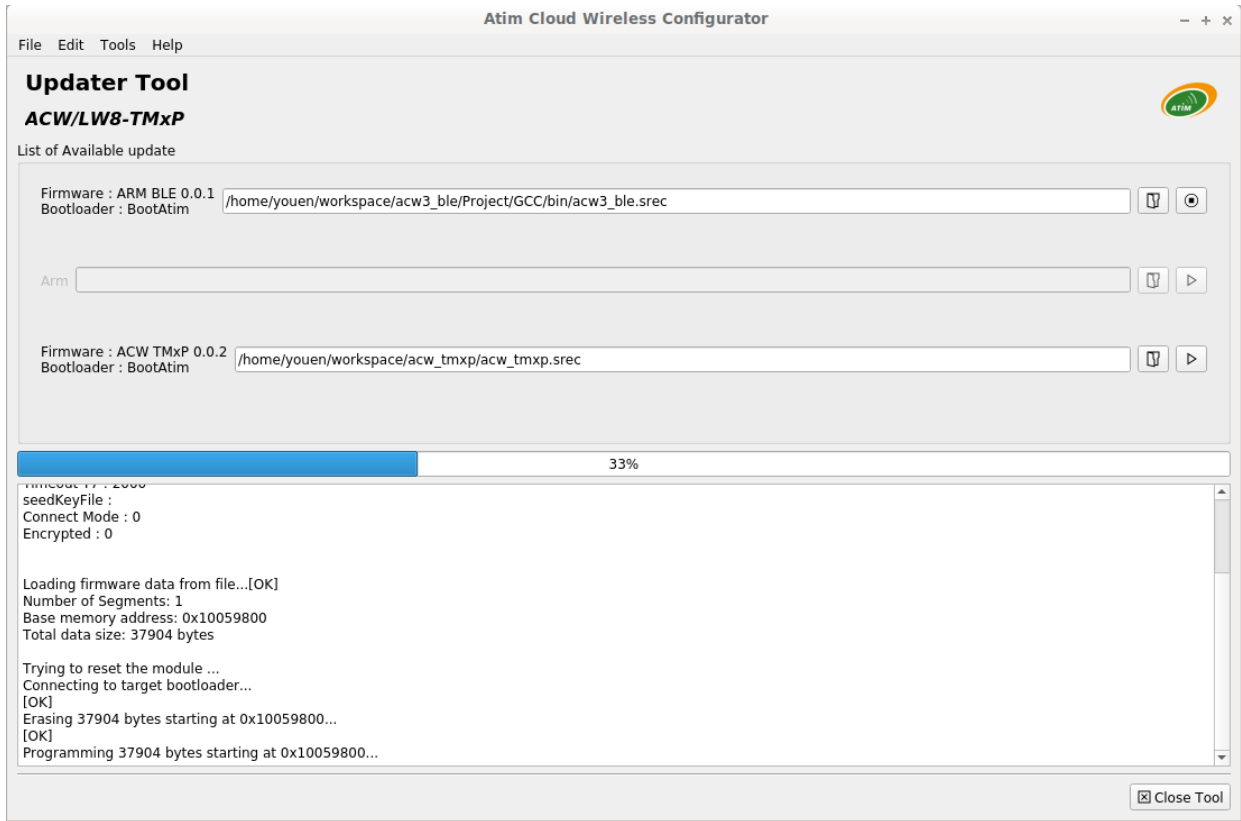 Atim Cloud Wireless Configurator
File Edit Tools Help
Updater Tool
ACW/LW8-TMxP
ATIM
List of Available update
Firmware : ARM BLE 0.0.1
Bootloader : BootAtim
/home/youen/workspace/acw3_ble/Project/GCC/bin/acw3_ble.srec
Arm
Firmware : ACW TMxP 0.0.2
Bootloader : BootAtim
/home/youen/workspace/acw_tmxp/acw_tmxp.srec
33%
Timeout T7 : 2000
seedKeyFile :
Connect Mode : 0
Encrypted : 0
Loading firmware data from file...[OK]
Number of Segments: 1
Base memory address: 0x10059800
Total data size: 37904 bytes
Trying to reset the module ...
Connecting to target bootloader...
[OK]
Erasing 37904 bytes starting at 0x10059800...
[OK]
Programming 37904 bytes starting at 0x10059800...
Close Tool